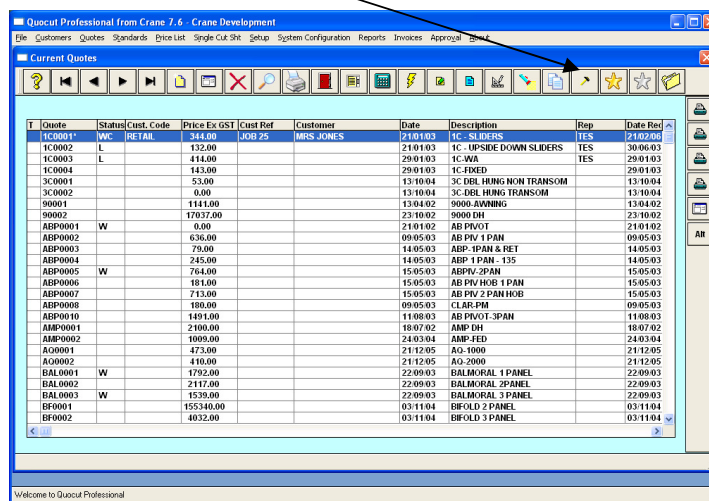 Quocut Professional from Crane 7.6 - Crane Development
File Customers Quotes Standards Price List Single Cut Sht Setup System Configuration Reports Invoices Approval About
Current Quotes
T Quote Status Cust. Code Price Ex GST Cust Ref Customer Date Description Rep Date Rec
1C0001* WC RETAIL 344.00 JOB 25 MRS JONES 21/01/03 1C - SLIDERS TES 21/02/06
1C0002 L 132.00 21/01/03 1C - UPSIDE DOWN SLIDERS TES 30/06/03
1C0003 L 414.00 29/01/03 1C-WA TES 29/01/03
1C0004 143.00 29/01/03 1C-FIXED 29/01/03
3C0001 53.00 13/10/04 3C DBL HUNG NON TRANSOM 13/10/04
3C0002 0.00 13/10/04 3C-DBL HUNG TRANSOM 13/10/04
90001 1141.00 13/04/02 9000-AWNING 13/04/02
90002 17037.00 23/10/02 9000 DH 23/10/02
ABP0001 W 0.00 21/01/02 AB PIVOT 21/01/02
ABP0002 636.00 09/05/03 AB PIV 1 PAN 09/05/03
ABP0003 79.00 14/05/03 ABP-1PAN & RET 14/05/03
ABP0004 245.00 14/05/03 ABP 1 PAN - 135 14/05/03
ABP0005 W 764.00 15/05/03 ABPIV-2PAN 15/05/03
ABP0006 181.00 15/05/03 AB PIV HOB 1 PAN 15/05/03
ABP0007 713.00 15/05/03 AB PIV 2 PAN HOB 15/05/03
ABP0008 180.00 09/05/03 CLAR-PM 09/05/03
ABP0010 1491.00 11/08/03 AB PIVOT-3PAN 11/08/03
AMP0001 2100.00 18/07/02 AMP DH 18/07/02
AMP0002 1009.00 24/03/04 AMP-FED 24/03/04
AQ0001 473.00 21/12/05 AQ-1000 21/12/05
AQ0002 410.00 21/12/05 AQ-2000 21/12/05
BAL0001 W 1792.00 22/09/03 BALMORAL 1 PANEL 22/09/03
BAL0002 2117.00 22/09/03 BALMORAL 2PANEL 22/09/03
BAL0003 W 1539.00 22/09/03 BALMORAL 3 PANEL 22/09/03
BF0001 155340.00 03/11/04 BIFOLD 2 PANEL 03/11/04
BF0002 4032.00 03/11/04 BIFOLD 3 PANEL 03/11/04
Alt
Welcome to Quocut Professional